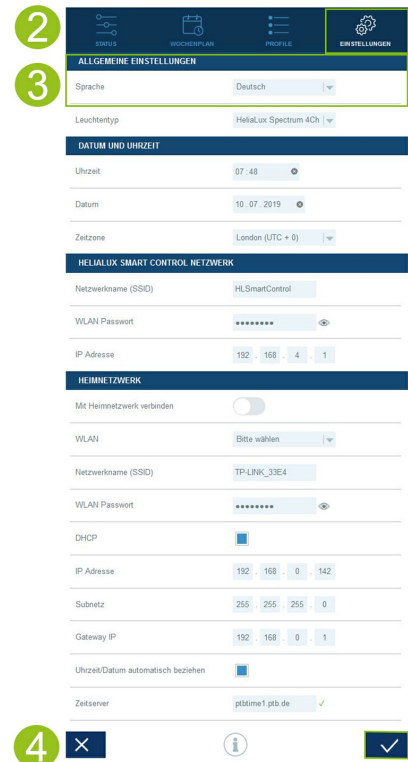 2
STATUS WOCHENPLAN PROFILE EINSTELLUNGEN
3
ALLGEMEINE EINSTELLUNGEN
Sprache Deutsch
Leuchtentyp HeliaLux Spectrum 4Ch
DATUM UND UHRZEIT
Uhrzeit 07:48
Datum 10.07.2019
Zeitzone London (UTC + 0)
HELIALUX SMART CONTROL NETZWERK
Netzwerkname (SSID) HLSmartControl
WLAN Passwort ••••••••
IP Adresse 192 . 168 . 4 . 1
HEIMNETZWERK
Mit Heimnetzwerk verbinden
WLAN Bitte wählen
Netzwerkname (SSID) TP-LINK_33E4
WLAN Passwort ••••••••
DHCP
IP Adresse 192 . 168 . 0 . 142
Subnetz 255 . 255 . 255 . 0
Gateway IP 192 . 168 . 0 . 1
Uhrzeit/Datum automatisch beziehen
Zeitserver ptbtime1.ptb.de
4